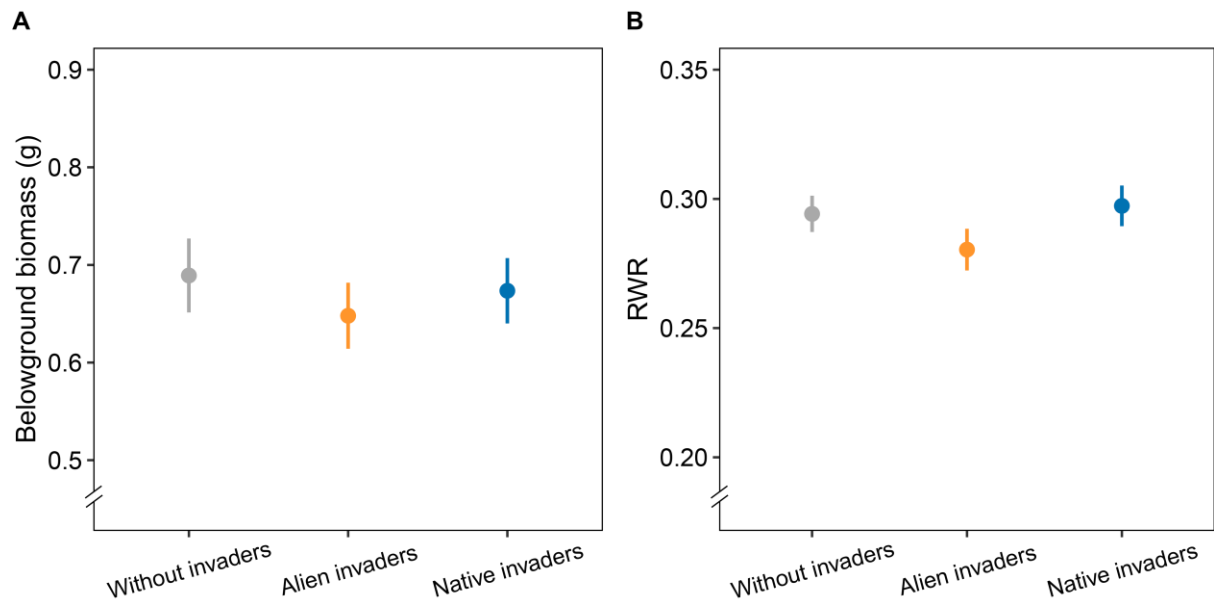 A
Belowground biomass (g)
0.9
0.8
0.7
0.6
0.5
Without invaders
Alien invaders
Native invaders
B
RWR
0.35
0.30
0.25
0.20
Without invaders
Alien invaders
Native invaders